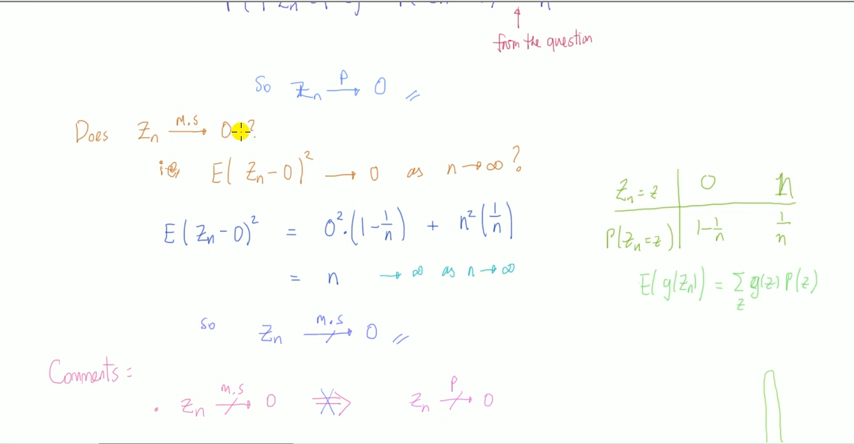 from the question
So Zn —P→ 0 //
Does Zn —m.s→ 0 ?
i.e, E( Zn-0)² → 0 as n→∞?
E( Zn-0)² = 0².(1-1/n) + n²(1/n)
= n → ∞ as n→∞
so Zn —m.s↛ 0 //
Zn=z | 0 n
P(Zn=z) | 1-1/n 1/n
E( g(Zn)) = ∑z g(z) P(z)
Comments:
. Zn —m.s↛ 0 ⇏ Zn —P↛ 0